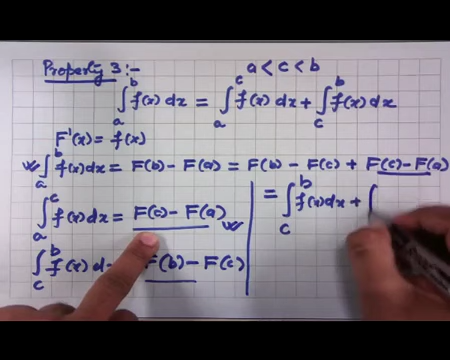 Property 3:-
a < c < b
∫_a^b f(x) dx = ∫_a^c f(x) dx + ∫_c^b f(x) dx
F'(x) = f(x)
∫_a^b f(x) dx = F(b) - F(a) = F(b) - F(c) + F(c) - F(a)
∫_a^c f(x) dx = F(c) - F(a)
= ∫_c^b f(x) dx + ∫
∫_c^b f(x) d F(b) - F(c)